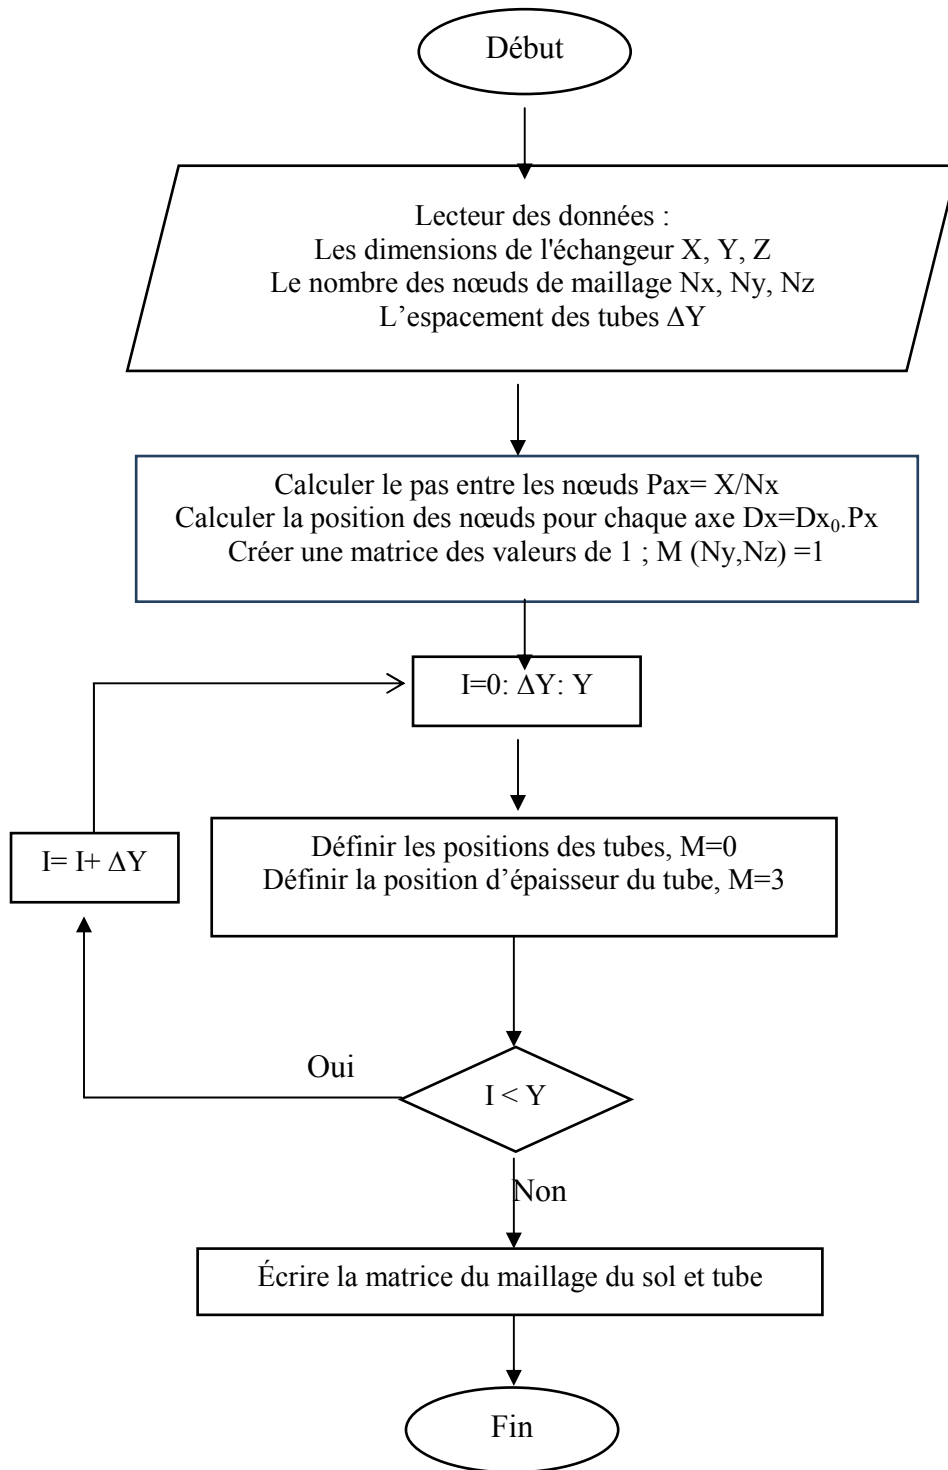 Début
Lecteur des données :
Les dimensions de l'échangeur X, Y, Z
Le nombre des nœuds de maillage Nx, Ny, Nz
L’espacement des tubes ΔY
Calculer le pas entre les nœuds Pax= X/Nx
Calculer la position des nœuds pour chaque axe Dx=Dx₀.Px
Créer une matrice des valeurs de 1 ; M (Ny,Nz) =1
I=0: ΔY: Y
I= I+ ΔY
Définir les positions des tubes, M=0
Définir la position d’épaisseur du tube, M=3
Oui
I < Y
Non
Écrire la matrice du maillage du sol et tube
Fin